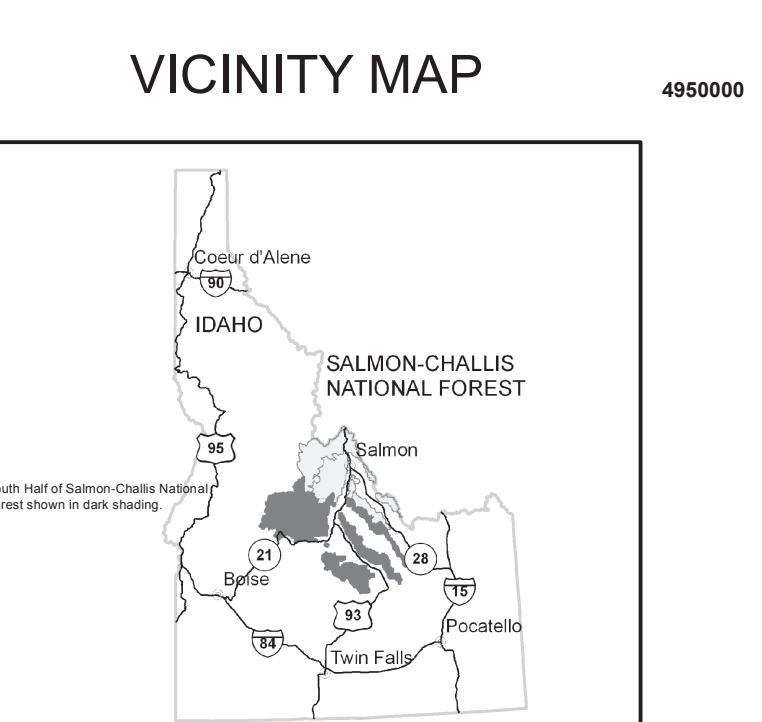 VICINITY MAP
4950000
Coeur d'Alene
90
IDAHO
SALMON-CHALLIS
NATIONAL FOREST
95
Salmon
outh Half of Salmon-Challis National
rest shown in dark shading.
21
28
Boise
15
93
Pocatello
84
Twin Falls